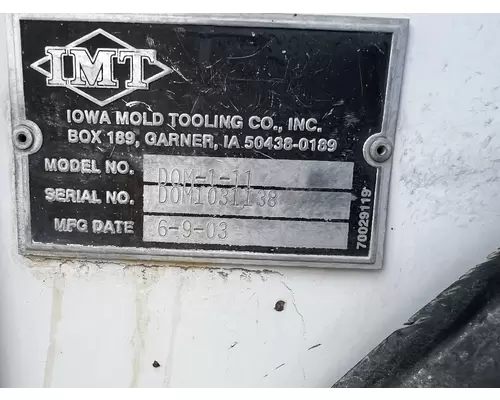 IMT
IOWA MOLD TOOLING CO., INC.
BOX 189, GARNER, IA 50438-0189
MODEL NO. DOM-1-11
SERIAL NO. DOM1031138
MFG DATE 6-9-03
70029119